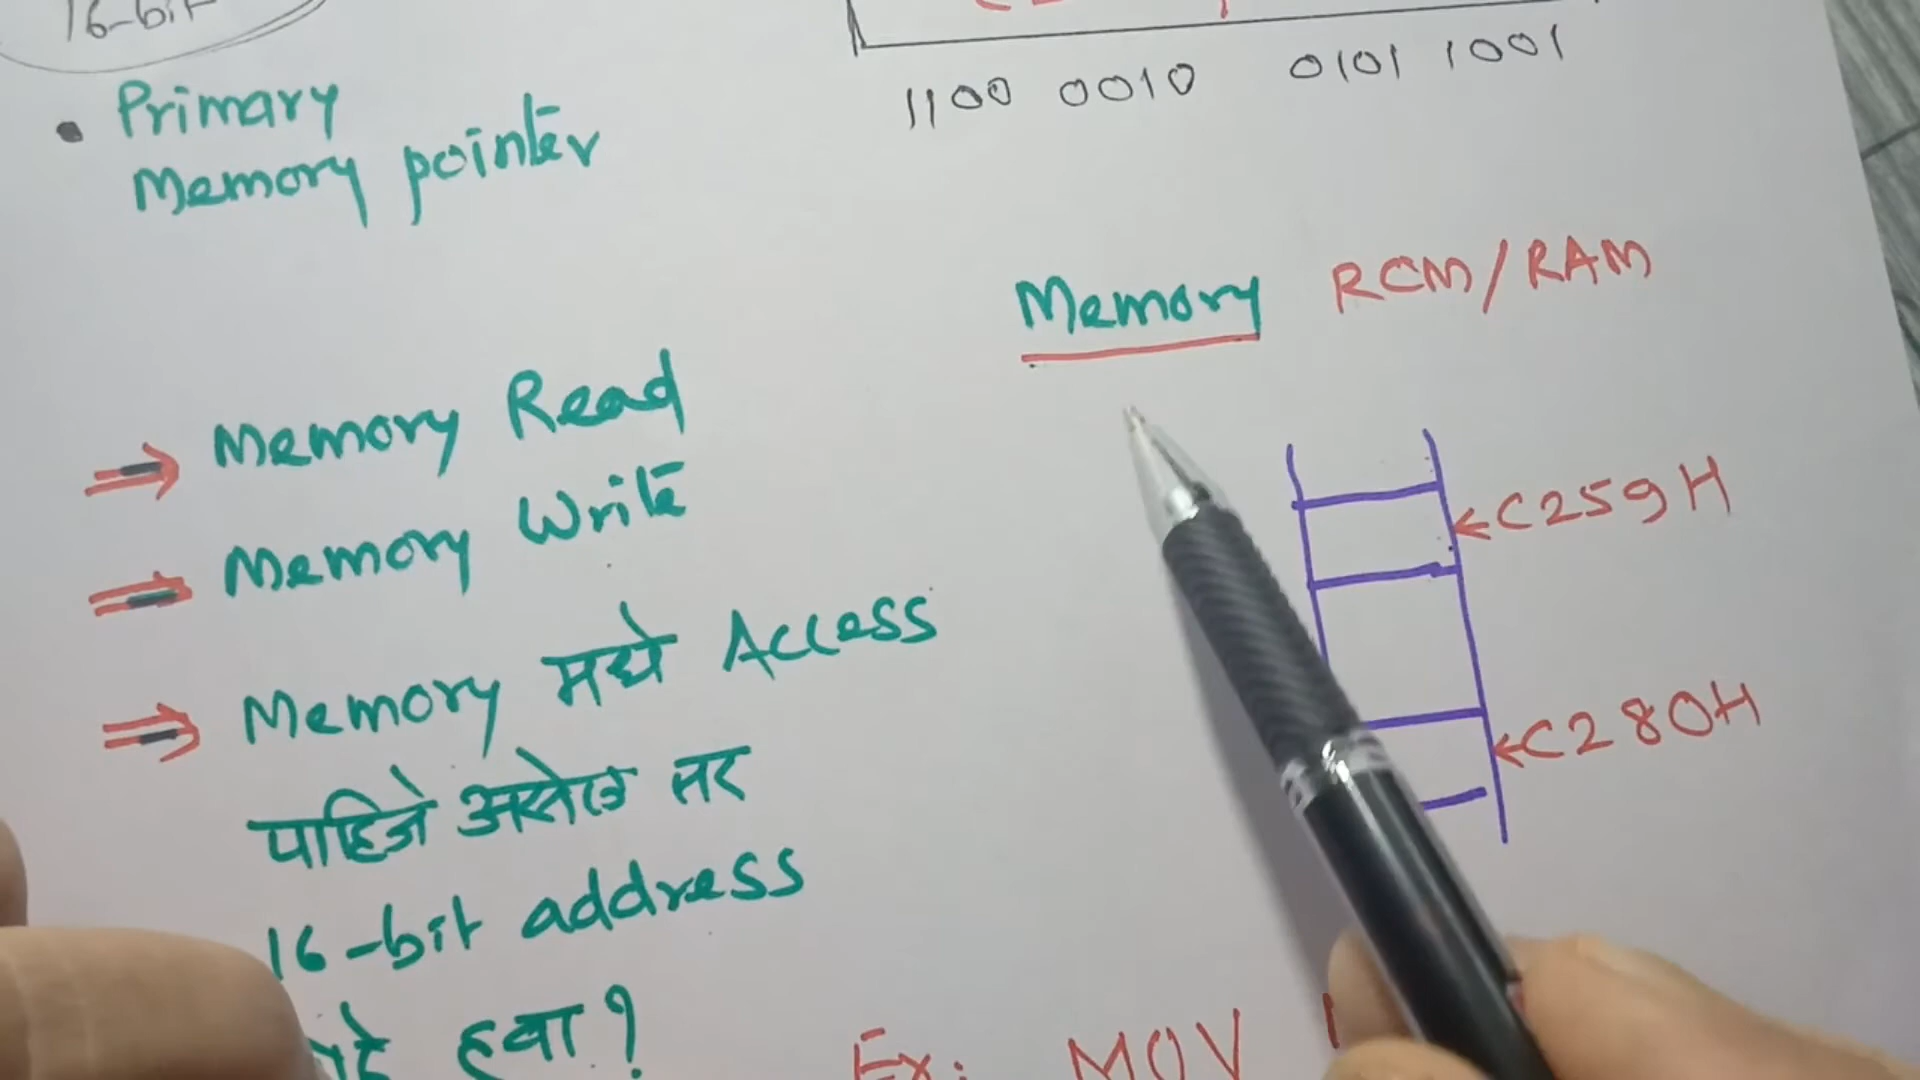 16-bit
1100 0010 0101 1001
• Primary
Memory pointer
Memory RCM/RAM
⇒ Memory Read
⇒ Memory Write
⇒ Memory मध्ये Access
पाहिजे असेल तर
16-bit address
हवा?
←C259H
←C280H
Ex: MOV